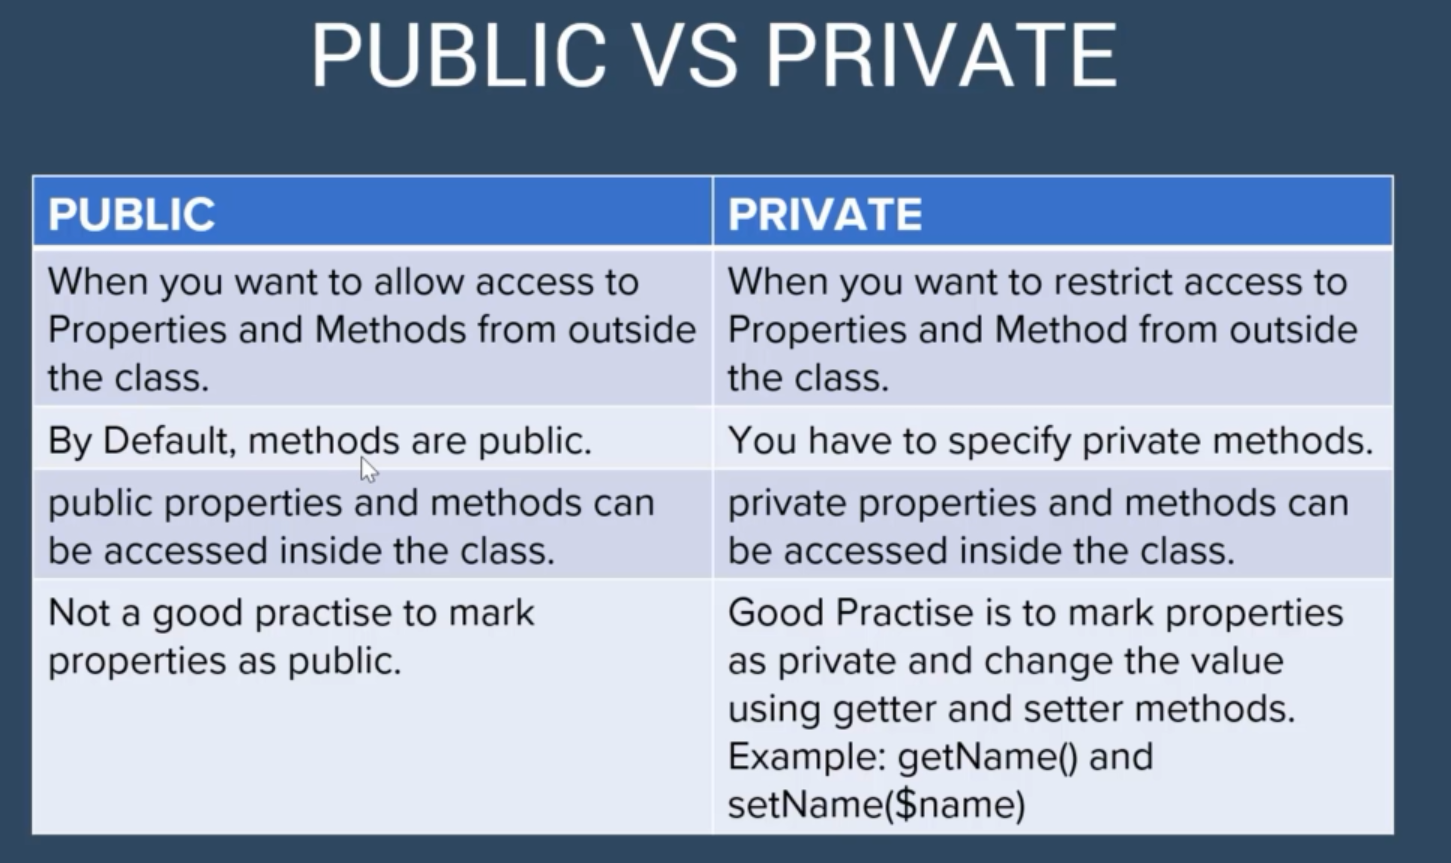 PUBLIC VS PRIVATE
PUBLIC
PRIVATE
When you want to allow access to
Properties and Methods from outside
the class.
When you want to restrict access to
Properties and Method from outside
the class.
By Default, methods are public.
You have to specify private methods.
public properties and methods can
be accessed inside the class.
private properties and methods can
be accessed inside the class.
Not a good practise to mark
properties as public.
Good Practise is to mark properties
as private and change the value
using getter and setter methods.
Example: getName() and
setName($name)